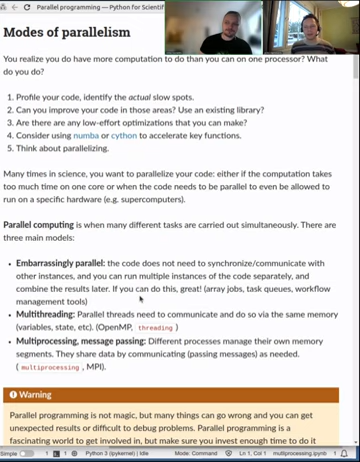 Parallel programming — Python for Scientif
Modes of parallelism
You realize you do have more computation to do than you can on one processor? What
do you do?
1. Profile your code, identify the actual slow spots.
2. Can you improve your code in those areas? Use an existing library?
3. Are there are any low-effort optimizations that you can make?
4. Consider using numba or cython to accelerate key functions.
5. Think about parallelizing.
Many times in science, you want to parallelize your code: either if the computation takes
too much time on one core or when the code needs to be parallel to even be allowed to
run on a specific hardware (e.g. supercomputers).
Parallel computing is when many different tasks are carried out simultaneously. There are
three main models:
• Embarrassingly parallel: the code does not need to synchronize/communicate with
other instances, and you can run multiple instances of the code separately, and
combine the results later. If you can do this, great! (array jobs, task queues, workflow
management tools)
• Multithreading: Parallel threads need to communicate and do so via the same memory
(variables, state, etc). (OpenMP, threading )
• Multiprocessing, message passing: Different processes manage their own memory
segments. They share data by communicating (passing messages) as needed.
( multiprocessing , MPI).
Warning
Parallel programming is not magic, but many things can go wrong and you can get
unexpected results or difficult to debug problems. Parallel programming is a
fascinating world to get involved in, but make sure you invest enough time to do it
Simple 1 1 Python 3 (ipykernel) | Idle Mode: Command Ln 1, Col 1 multiprocessing.ipynb 1